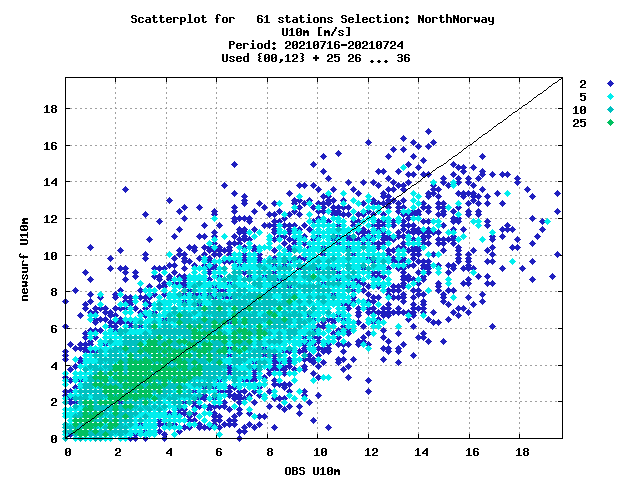 Scatterplot for   61 stations Selection: NorthNorway
U10m [m/s]
Period: 20210716-20210724
Used {00,12} + 25 26 ... 36
2
5
10
25
18
16
14
12
10
8
6
4
2
0
newsurf U10m
0 2 4 6 8 10 12 14 16 18
OBS U10m